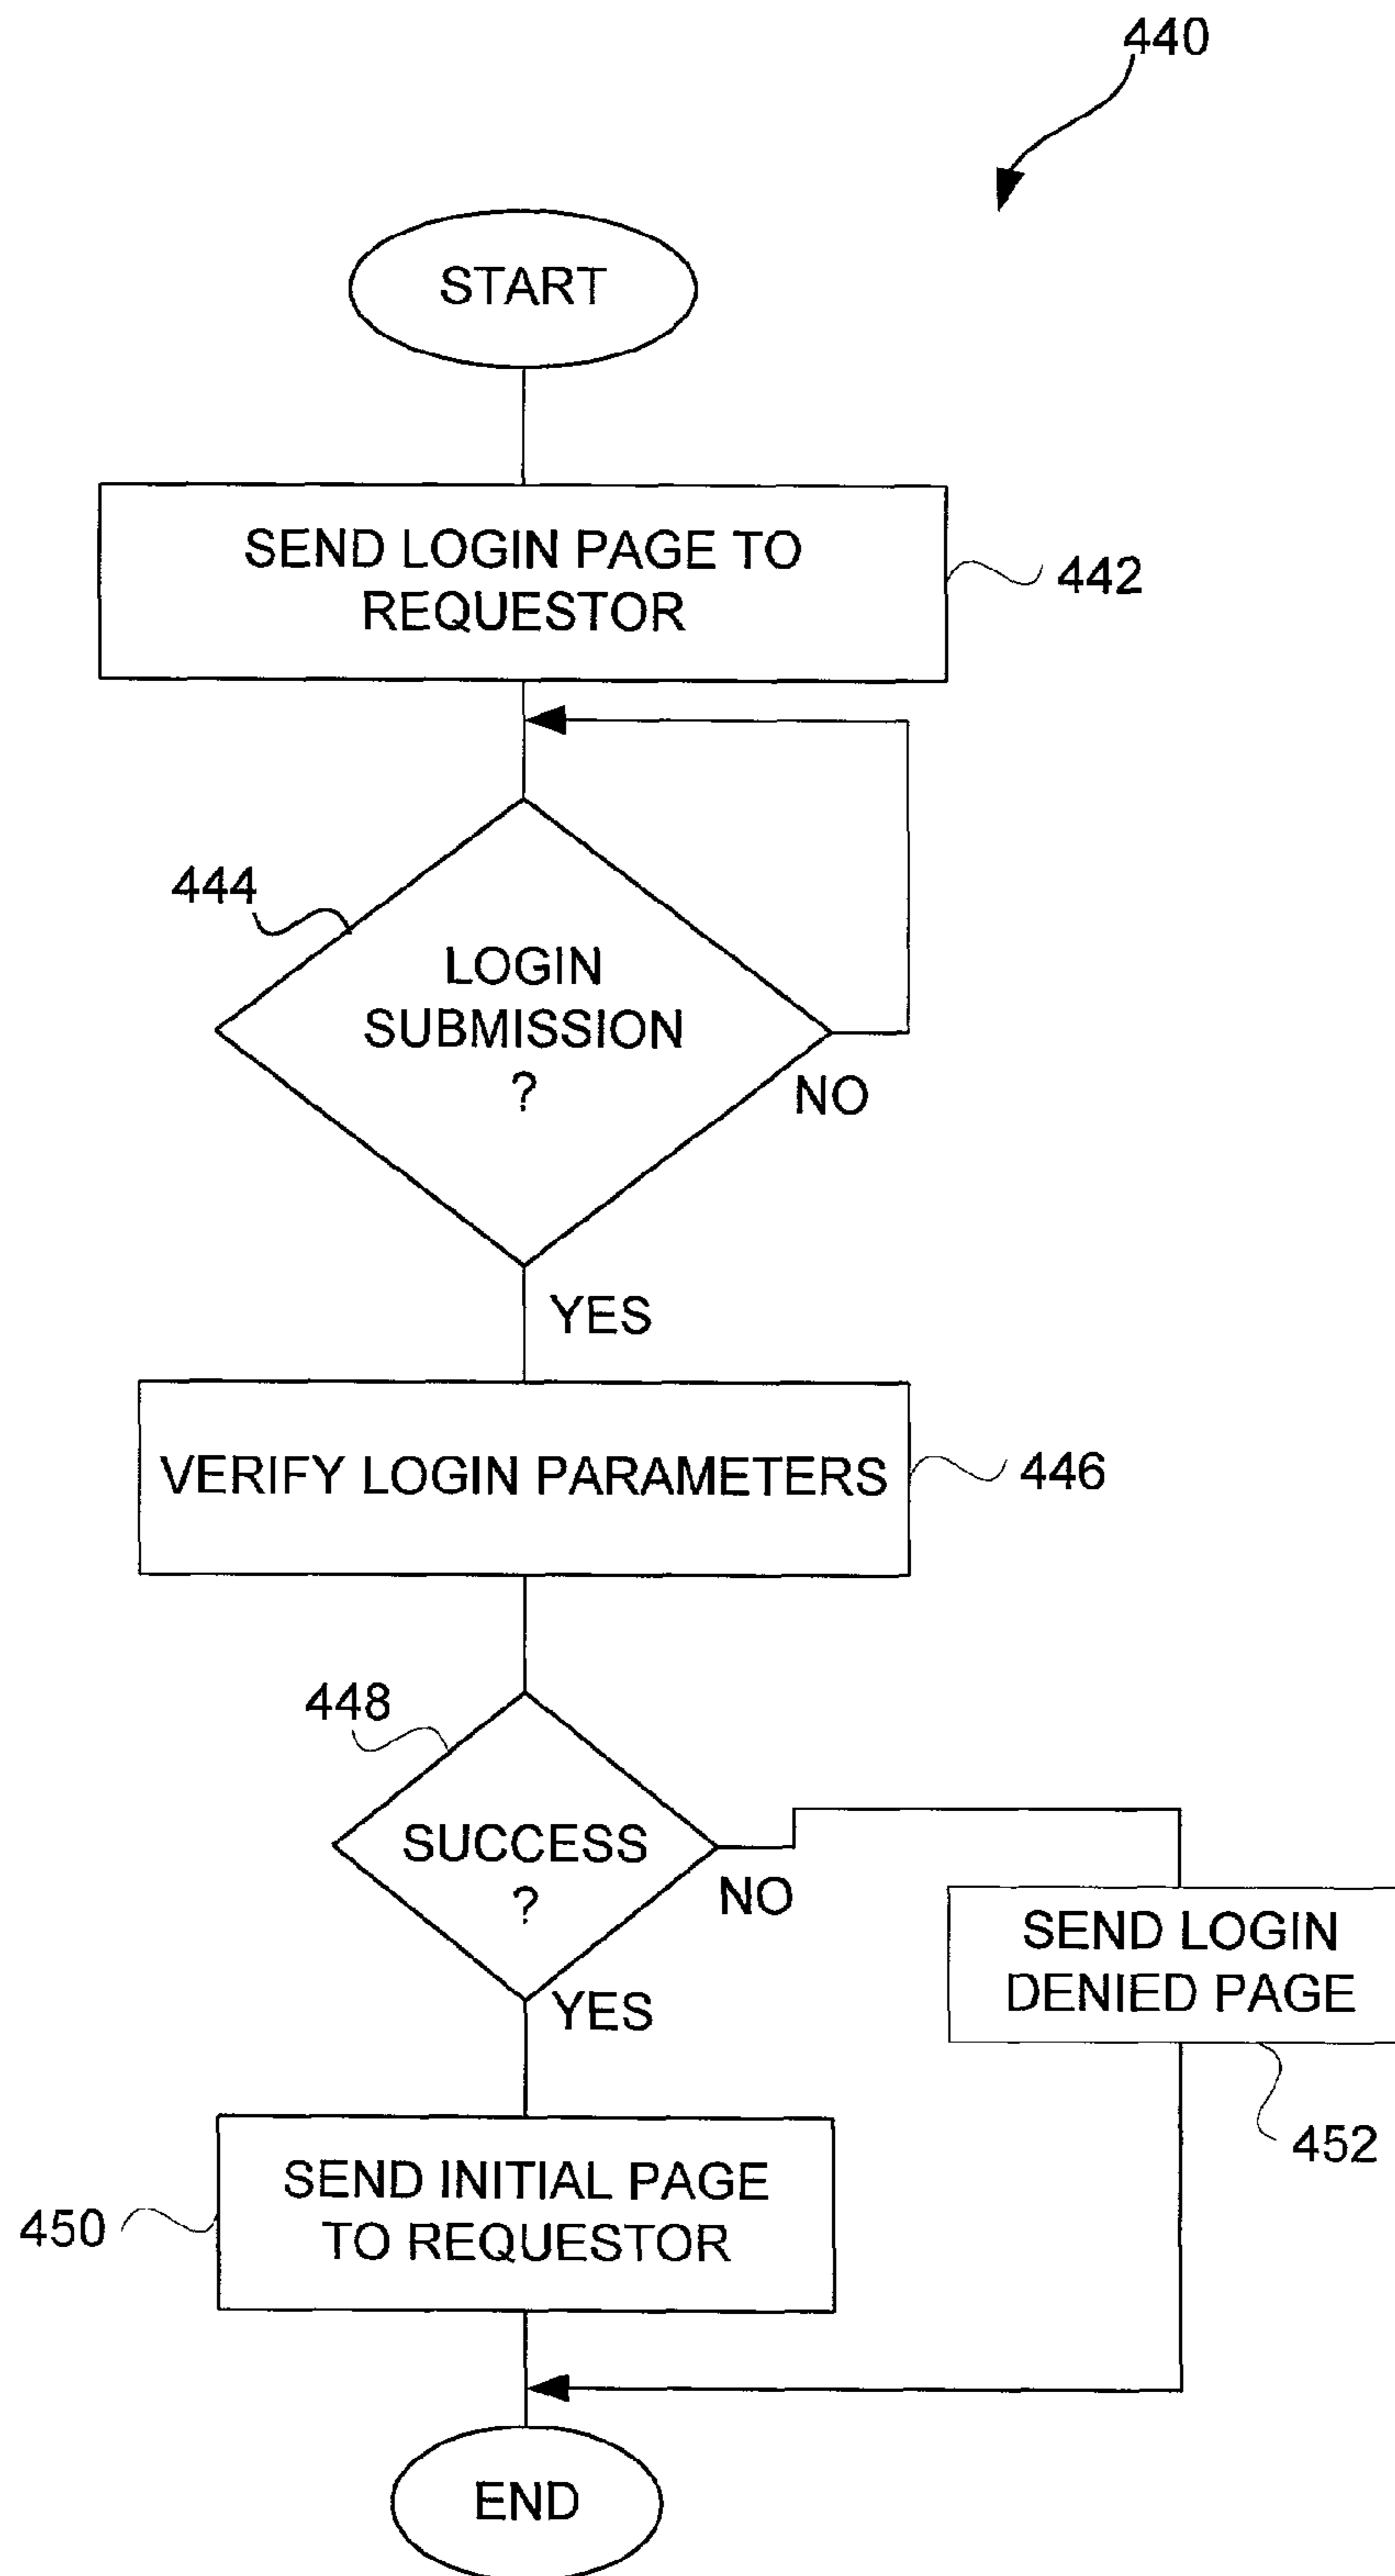 440
START
SEND LOGIN PAGE TO
REQUESTOR
442
444
LOGIN
SUBMISSION
?
NO
YES
VERIFY LOGIN PARAMETERS
446
448
SUCCESS
?
NO
YES
SEND LOGIN
DENIED PAGE
452
SEND INITIAL PAGE
TO REQUESTOR
450
END